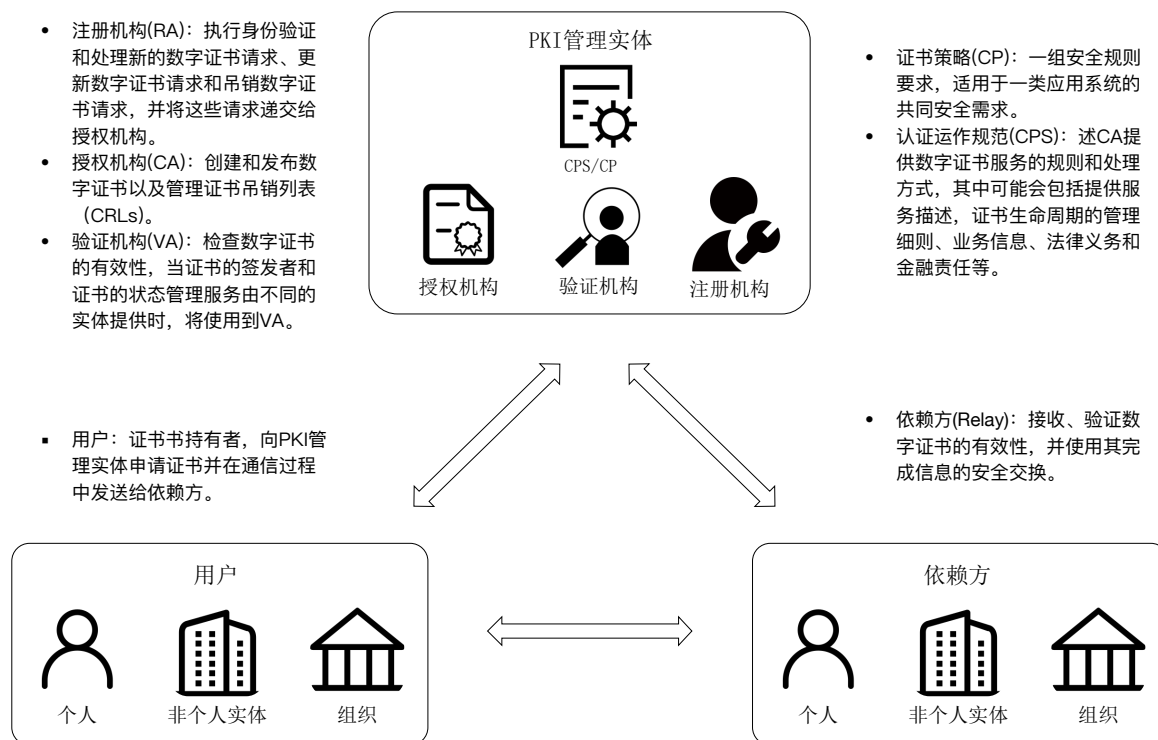 • 注册机构(RA)：执行身份验证
和处理新的数字证书请求、更
新数字证书请求和吊销数字证
书请求，并将这些请求递交给
授权机构。
• 授权机构(CA)：创建和发布数
字证书以及管理证书吊销列表
（CRLs）。
• 验证机构(VA)：检查数字证书
的有效性，当证书的签发者和
证书的状态管理服务由不同的
实体提供时，将使用到VA。
PKI管理实体
CPS/CP
授权机构
验证机构
注册机构
• 证书策略(CP)：一组安全规则
要求，适用于一类应用系统的
共同安全需求。
• 认证运作规范(CPS)：述CA提
供数字证书服务的规则和处理
方式，其中可能会包括提供服
务描述，证书生命周期的管理
细则、业务信息、法律义务和
金融责任等。
▪ 用户：证书书持有者，向PKI管
理实体申请证书并在通信过程
中发送给依赖方。
• 依赖方(Relay)：接收、验证数
字证书的有效性，并使用其完
成信息的安全交换。
用户
个人
非个人实体
组织
依赖方
个人
非个人实体
组织